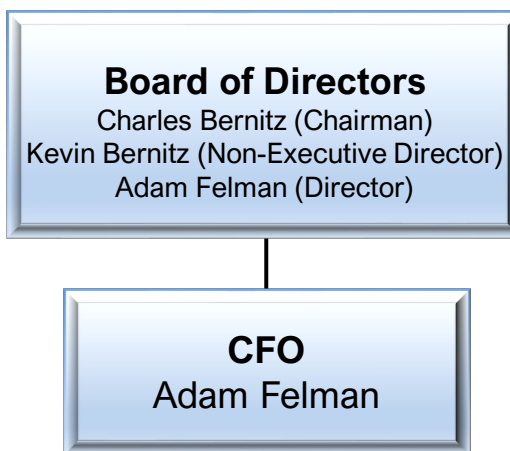 Board of Directors
Charles Bernitz (Chairman)
Kevin Bernitz (Non-Executive Director)
Adam Felman (Director)
CFO
Adam Felman